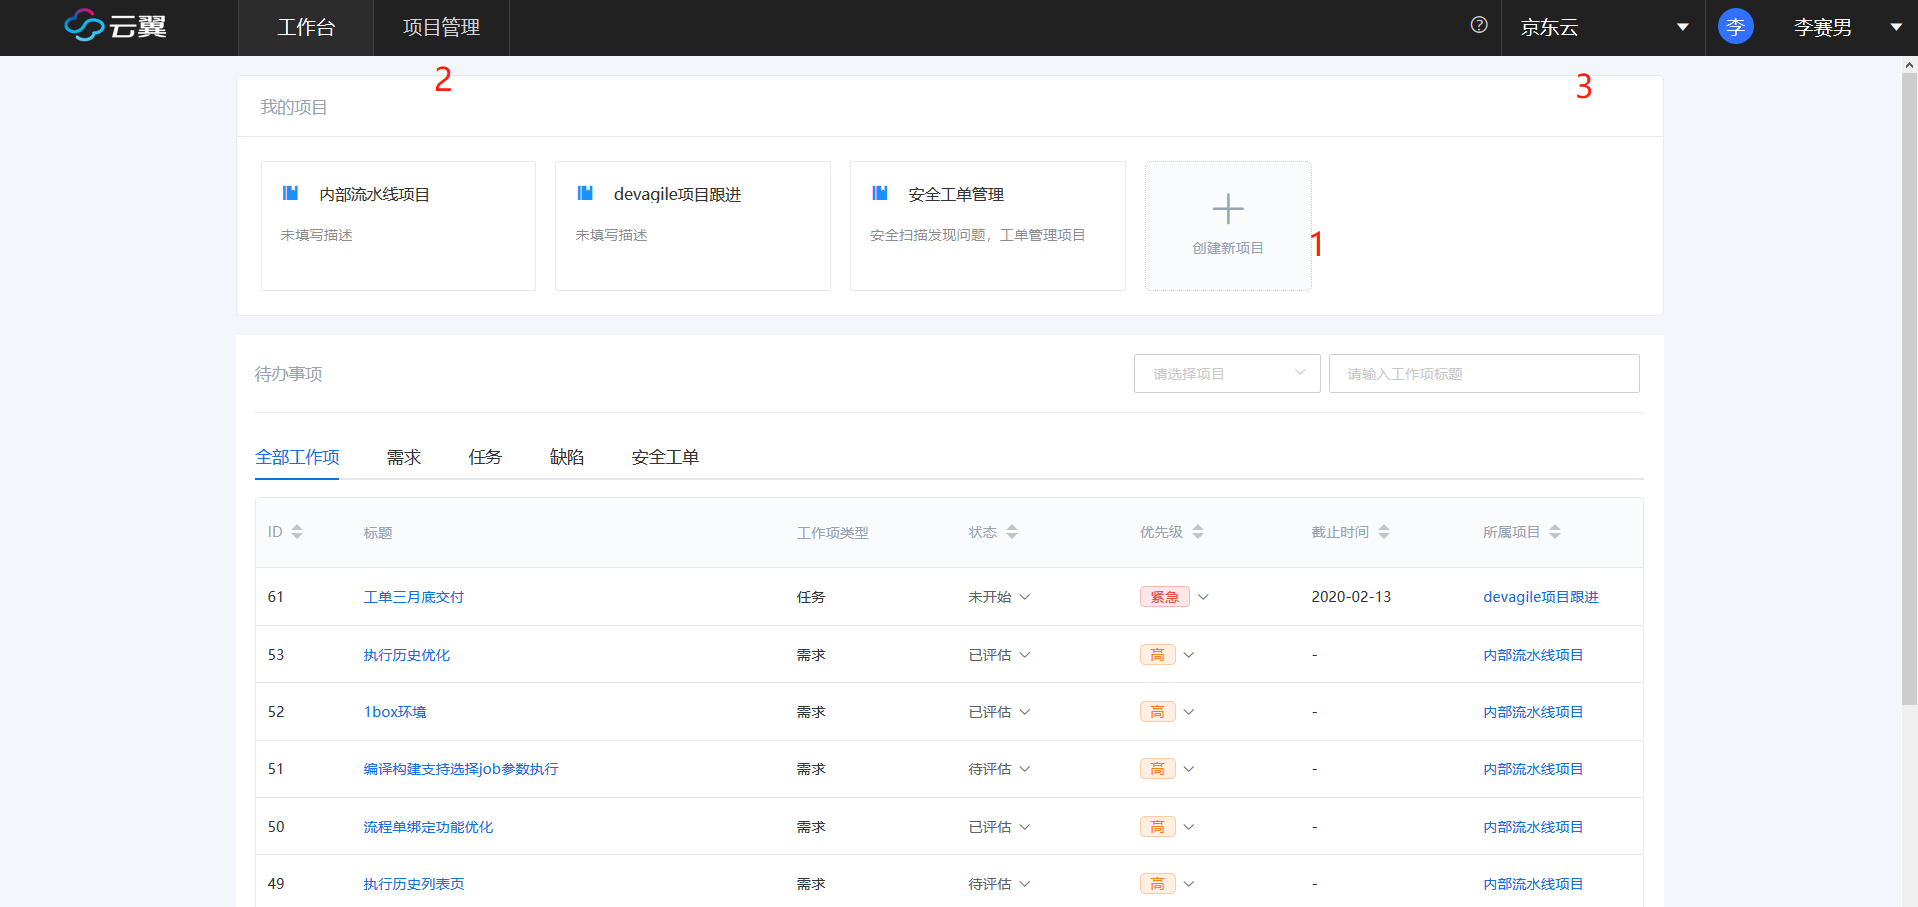 云翼 工作台 项目管理 京东云 李 李赛男
2 3
我的项目
内部流水线项目 devagile项目跟进 安全工单管理
未填写描述 未填写描述 安全扫描发现问题，工单管理项目 创建新项目 1
待办事项 请选择项目 请输入工作项标题
全部工作项 需求 任务 缺陷 安全工单
ID 标题 工作项类型 状态 优先级 截止时间 所属项目
61 工单三月底交付 任务 未开始 紧急 2020-02-13 devagile项目跟进
53 执行历史优化 需求 已评估 高 - 内部流水线项目
52 1box环境 需求 已评估 高 - 内部流水线项目
51 编译构建支持选择job参数执行 需求 待评估 高 - 内部流水线项目
50 流程单绑定功能优化 需求 已评估 高 - 内部流水线项目
49 执行历史列表页 需求 待评估 高 - 内部流水线项目